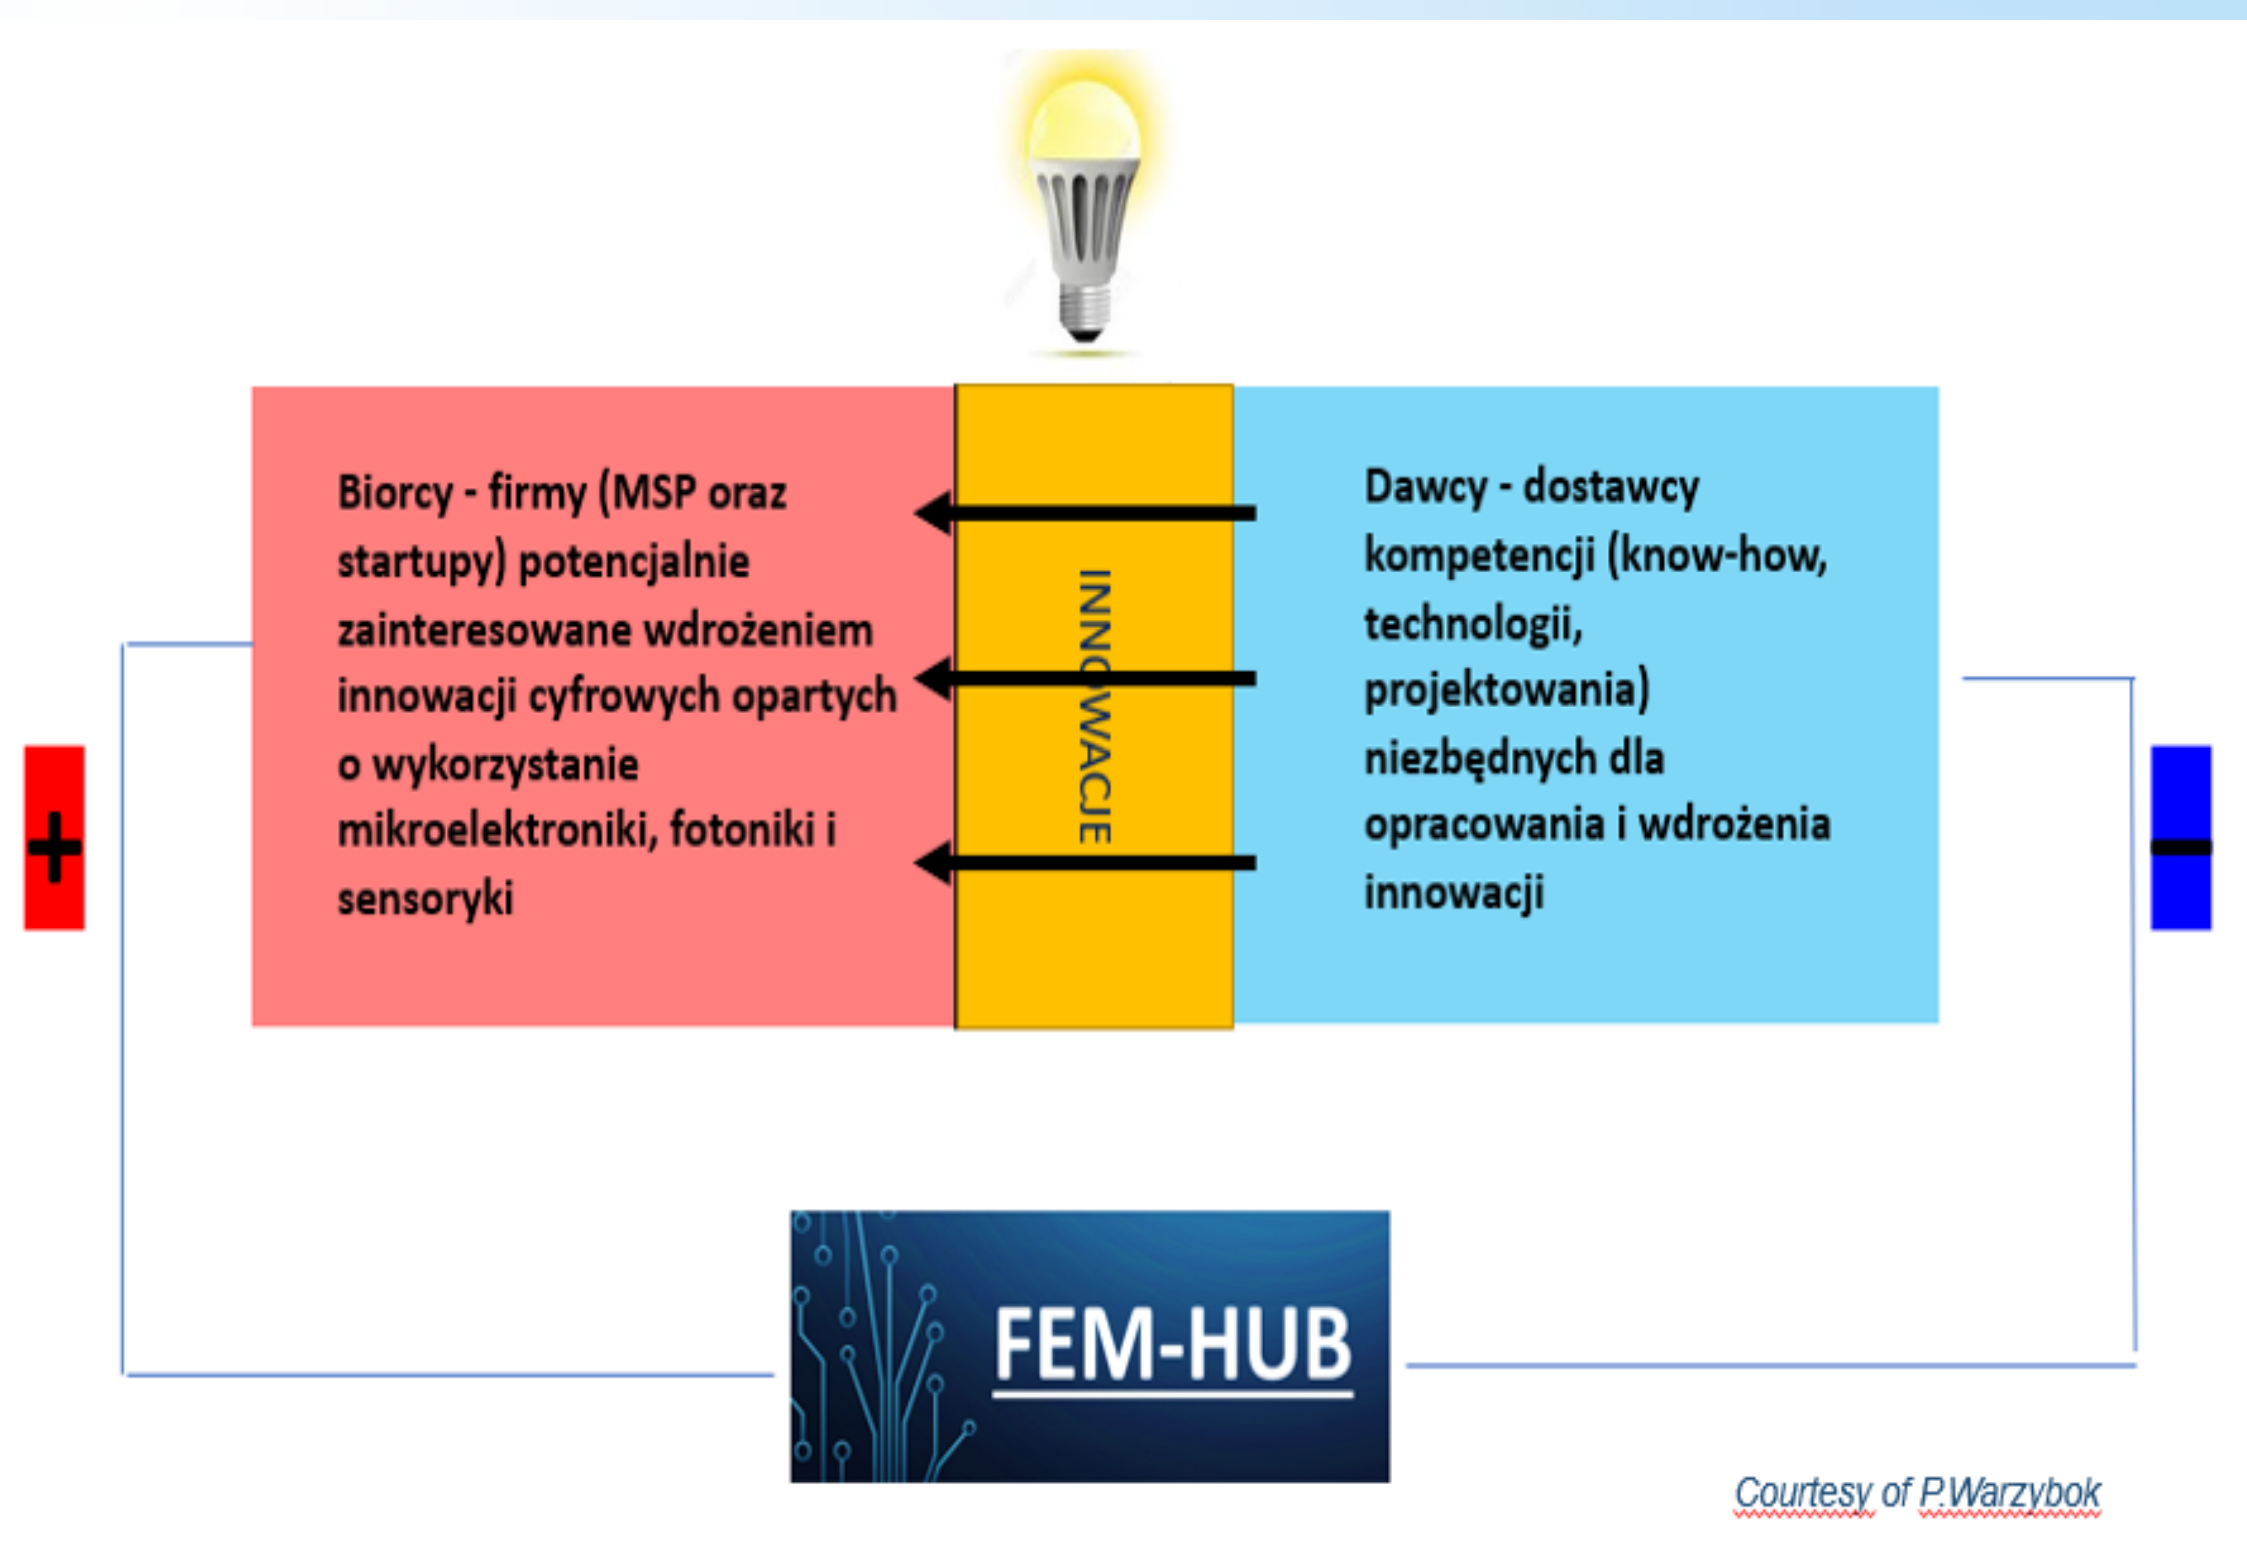 Biorcy - firmy (MSP oraz
startupy) potencjalnie
zainteresowane wdrożeniem
innowacji cyfrowych opartych
o wykorzystanie
mikroelektroniki, fotoniki i
sensoryki
INNOWACJE
Dawcy - dostawcy
kompetencji (know-how,
technologii,
projektowania)
niezbędnych dla
opracowania i wdrożenia
innowacji
+
-
FEM-HUB
Courtesy of P.Warzybok